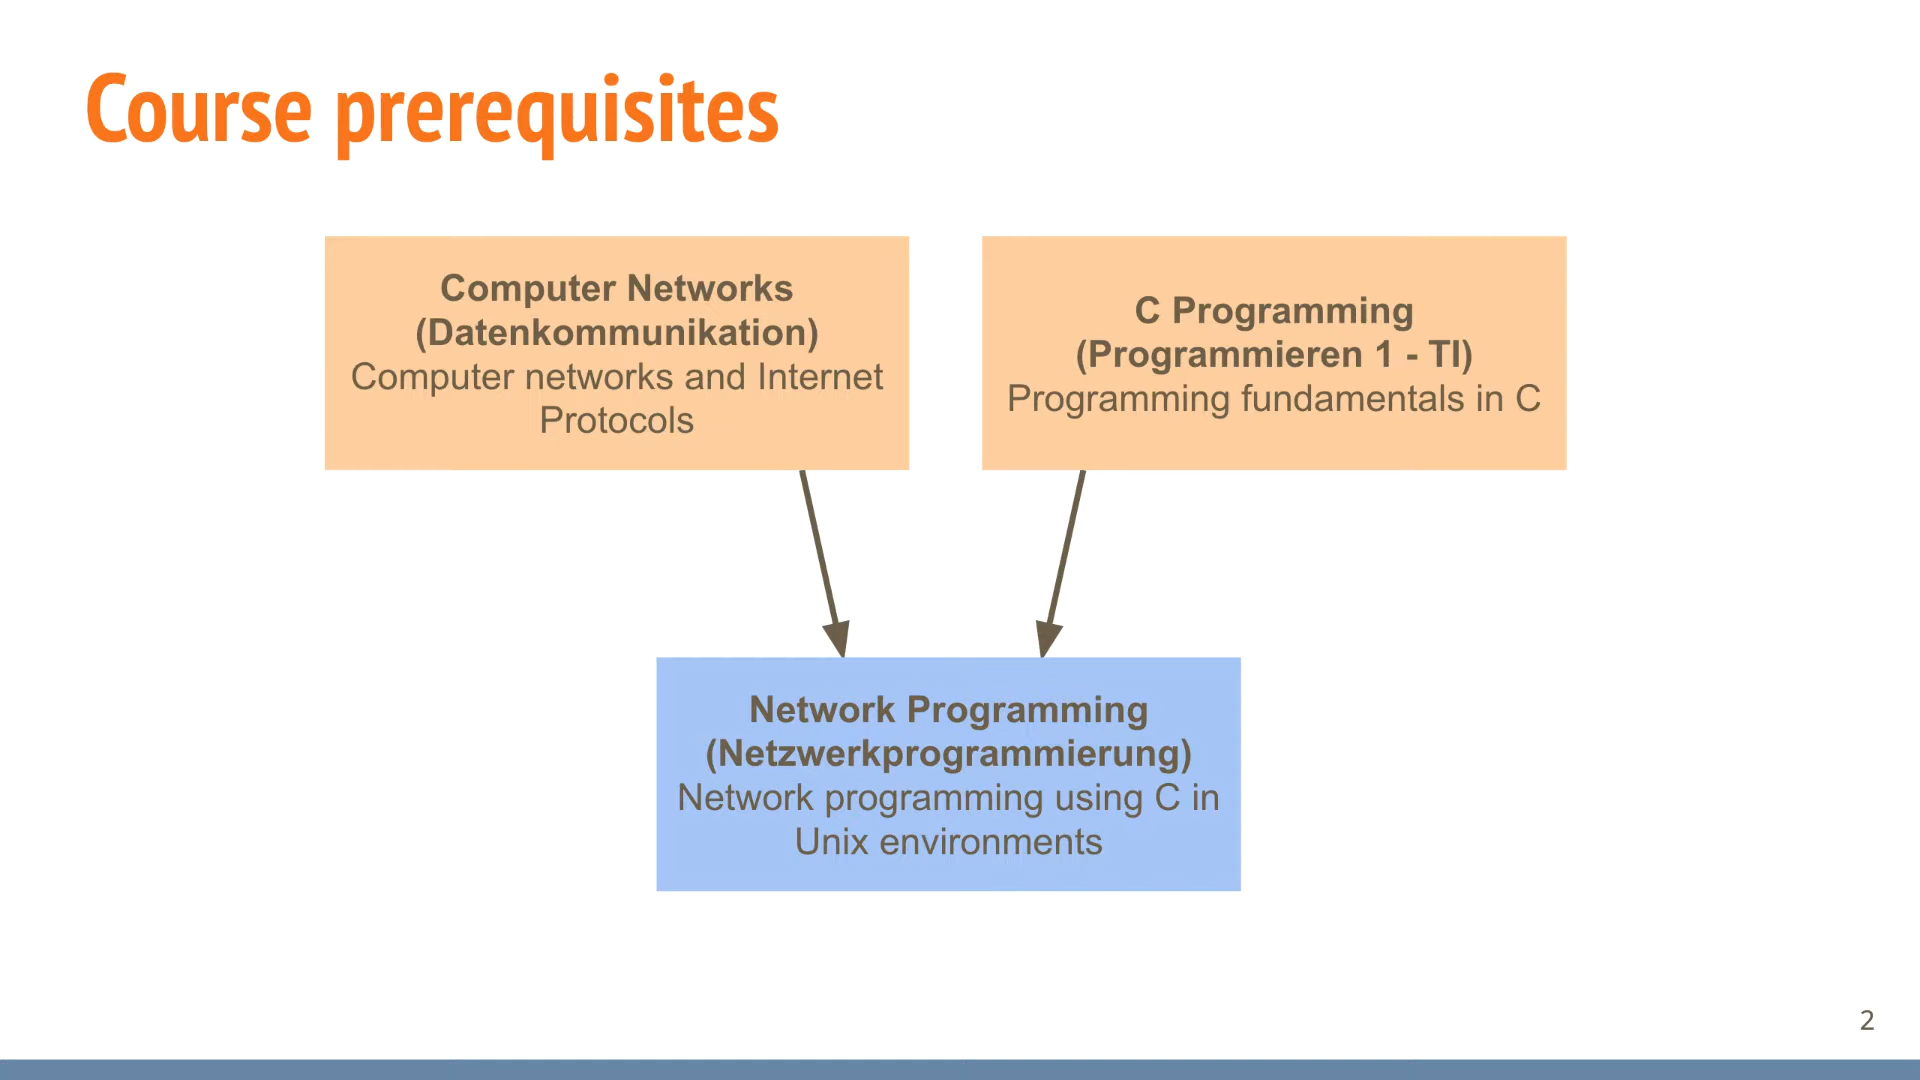 Course prerequisites
Computer Networks
(Datenkommunikation)
Computer networks and Internet
Protocols
C Programming
(Programmieren 1 - TI)
Programming fundamentals in C
Network Programming
(Netzwerkprogrammierung)
Network programming using C in
Unix environments
2